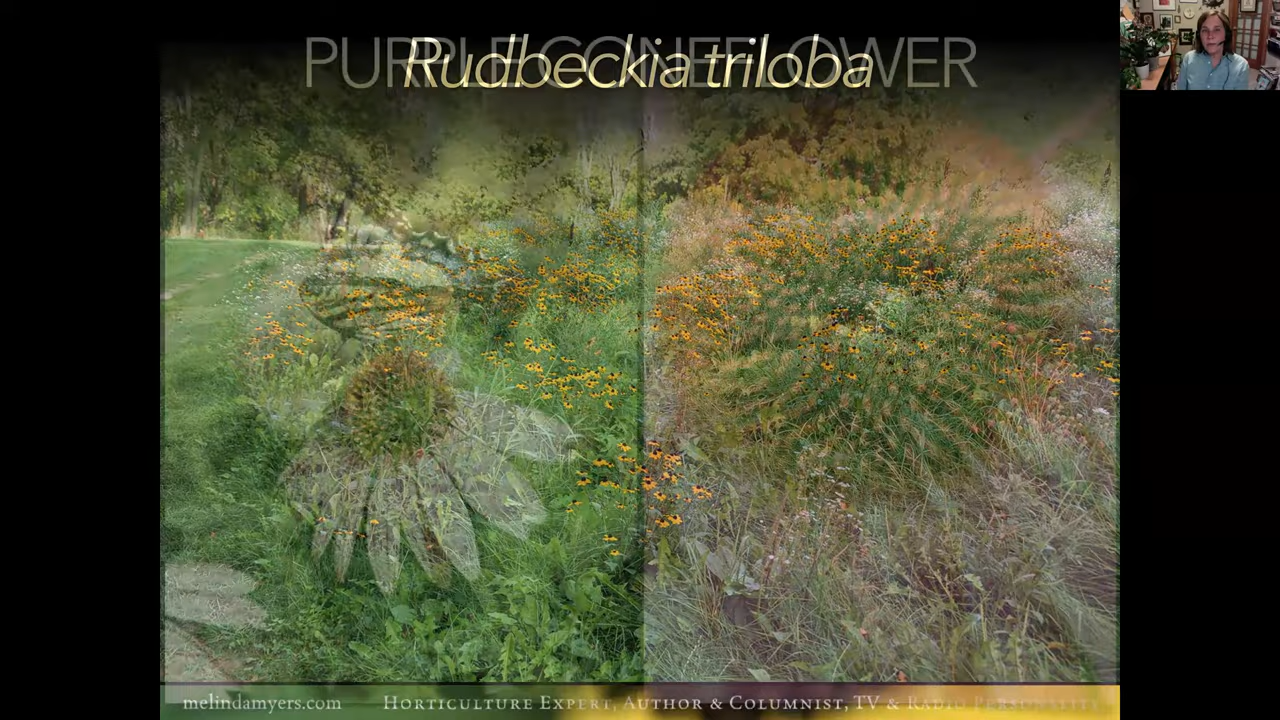 PURPLE CONEFLOWER
Rudbeckia triloba
melindamyers.com
HORTICULTURE EXPERT, AUTHOR & COLUMNIST, TV & RADIO PERSONALITY